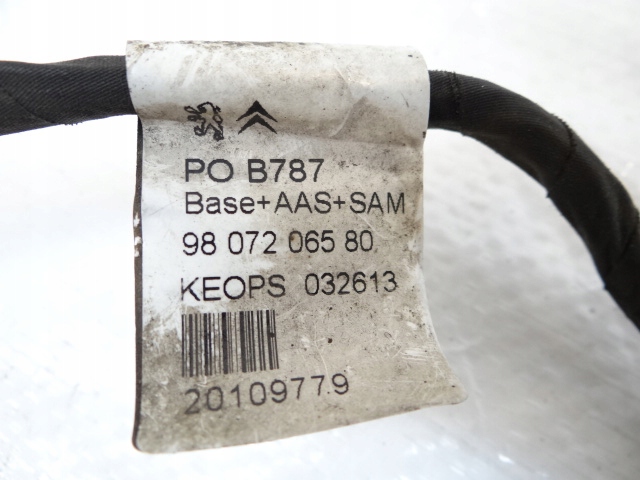 PO B787
Base+AAS+SAM
98 072 065 80
KEOPS 032613
20109779